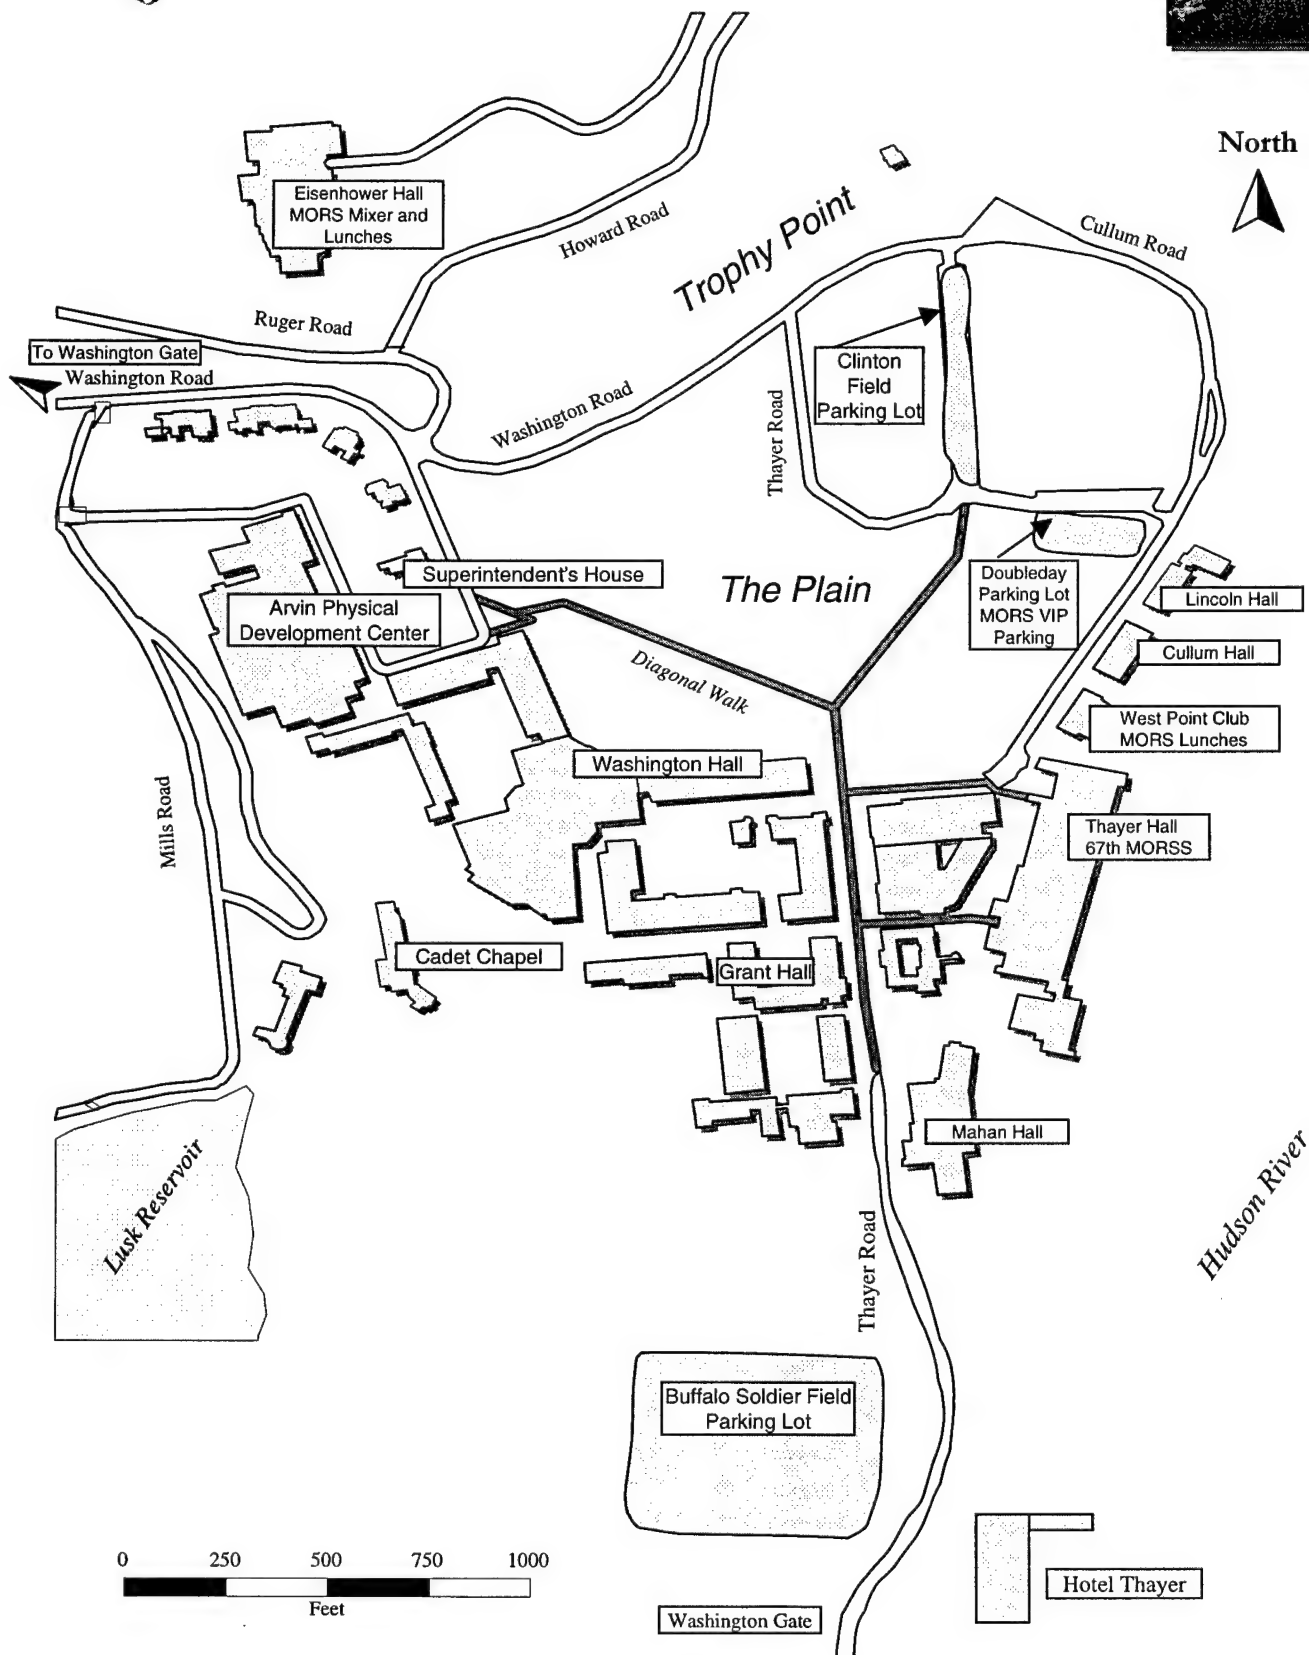 North
Eisenhower Hall
MORS Mixer and
Lunches
Howard Road
Trophy Point
Cullum Road
Ruger Road
To Washington Gate
Washington Road
Clinton
Field
Parking Lot
Washington Road
Thayer Road
Superintendent's House
Arvin Physical
Development Center
The Plain
Doubleday
Parking Lot
MORS VIP
Parking
Lincoln Hall
Cullum Hall
Diagonal Walk
West Point Club
MORS Lunches
Washington Hall
Mills Road
Thayer Hall
67th MORSS
Cadet Chapel
Grant Hall
Mahan Hall
Lusk Reservoir
Hudson River
Thayer Road
Buffalo Soldier Field
Parking Lot
0 250 500 750 1000
Feet
Hotel Thayer
Washington Gate